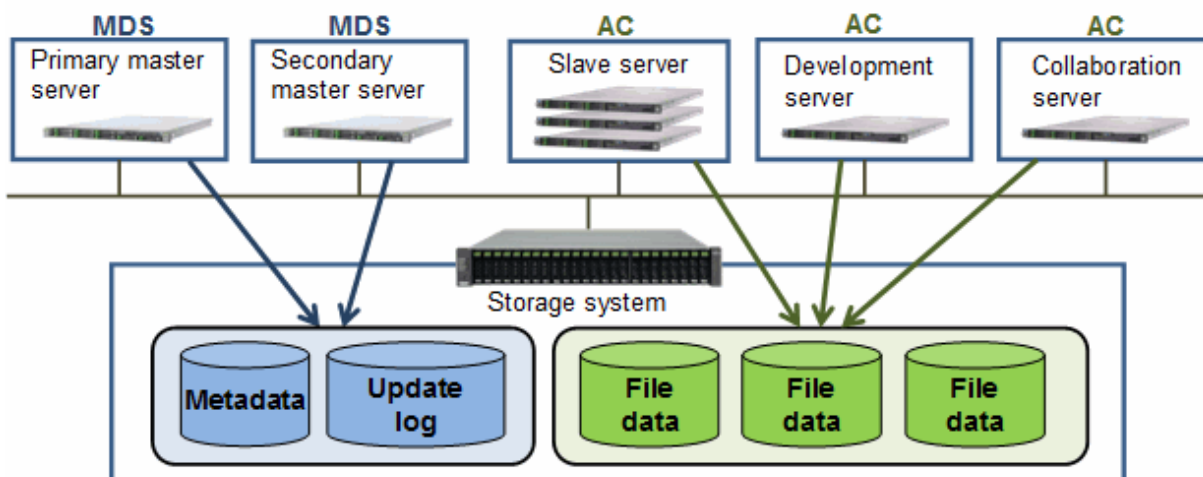 MDS
MDS
AC
AC
AC
Primary master
server
Secondary
master server
Slave server
Development
server
Collaboration
server
Storage system
Metadata
Update
log
File
data
File
data
File
data